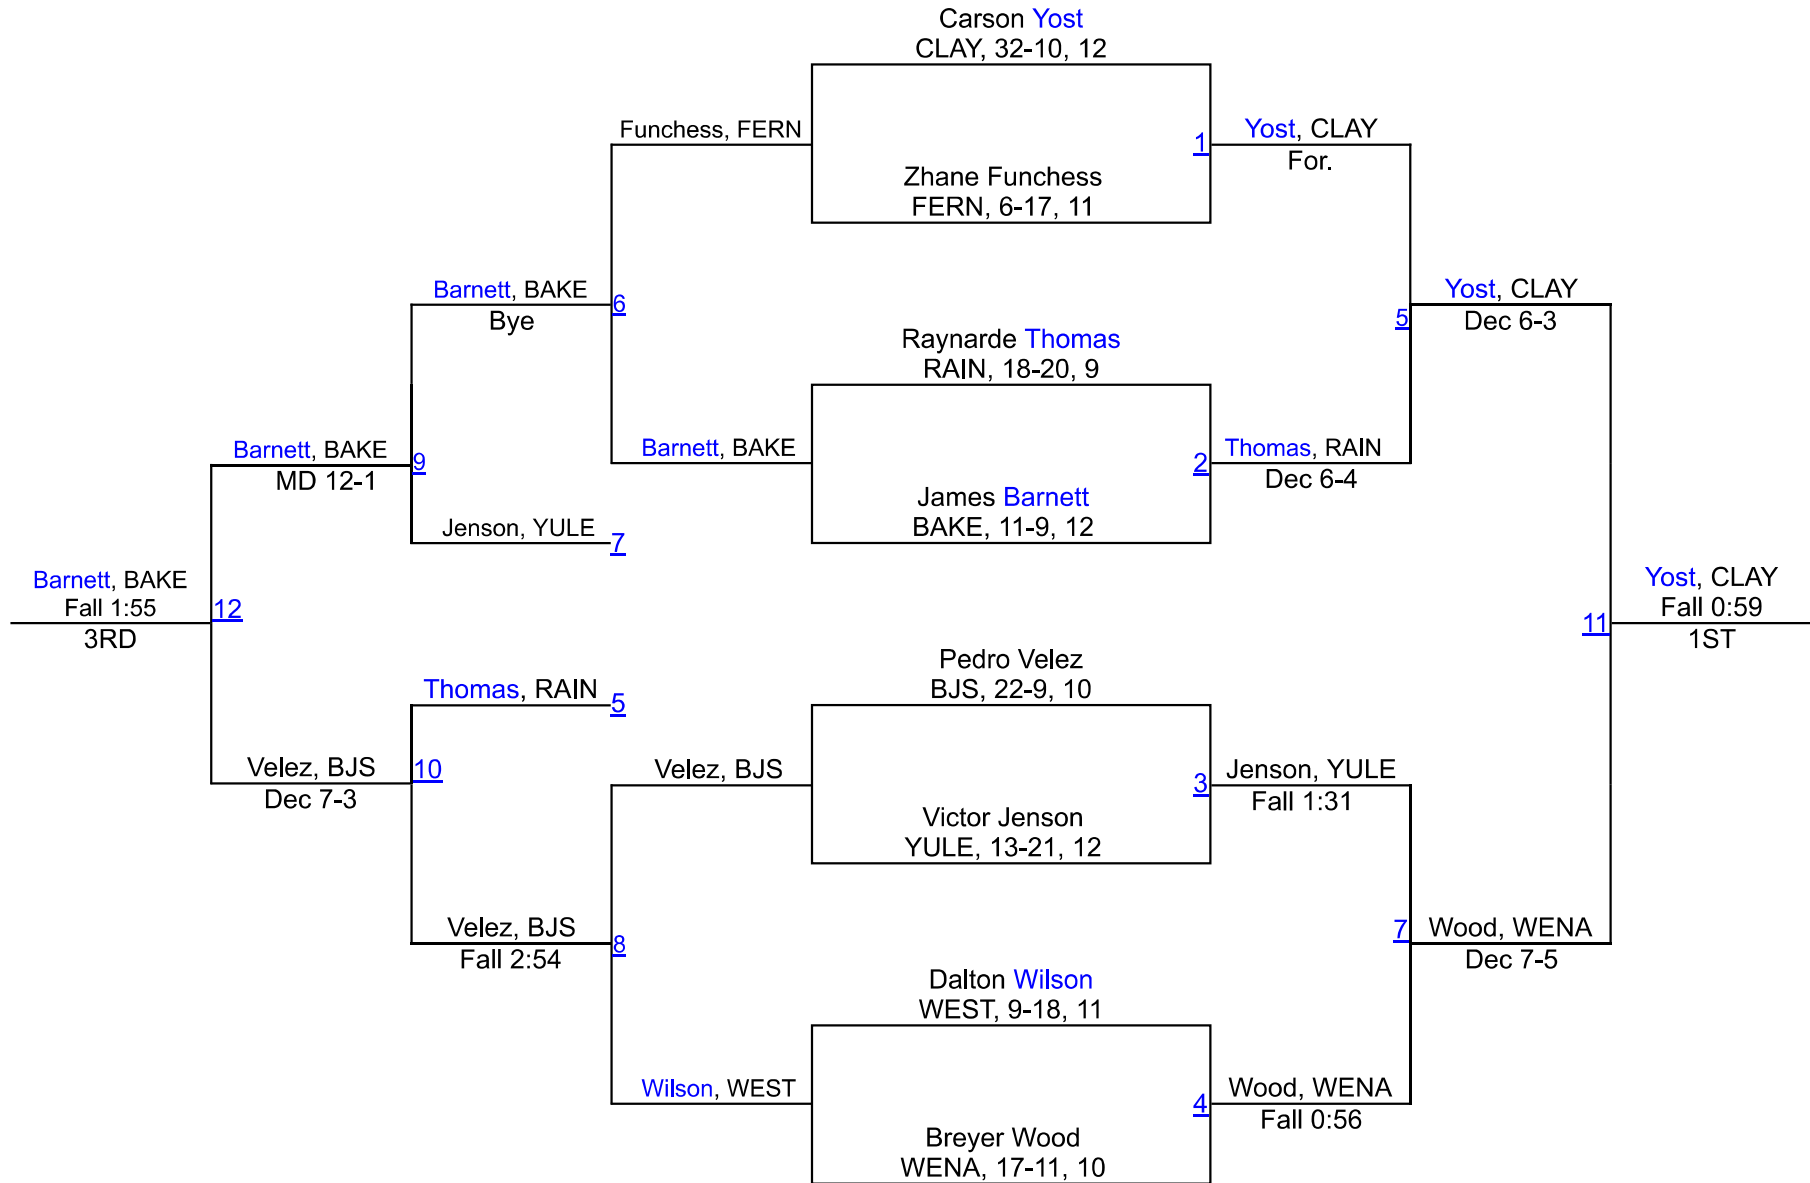 Carson Yost
CLAY, 32-10, 12
Funchess, FERN
1
Yost, CLAY
For.
Zhane Funchess
FERN, 6-17, 11
Barnett, BAKE
Bye
6
Yost, CLAY
Dec 6-3
5
Raynarde Thomas
RAIN, 18-20, 9
Barnett, BAKE
MD 12-1
9
Barnett, BAKE
2
Thomas, RAIN
Dec 6-4
James Barnett
BAKE, 11-9, 12
Jenson, YULE
7
Barnett, BAKE
Fall 1:55
3RD
12
Yost, CLAY
Fall 0:59
1ST
11
Pedro Velez
BJS, 22-9, 10
Thomas, RAIN
5
Velez, BJS
Dec 7-3
10
Velez, BJS
3
Jenson, YULE
Fall 1:31
Victor Jenson
YULE, 13-21, 12
Velez, BJS
Fall 2:54
8
7
Wood, WENA
Dec 7-5
Dalton Wilson
WEST, 9-18, 11
Wilson, WEST
4
Wood, WENA
Fall 0:56
Breyer Wood
WENA, 17-11, 10